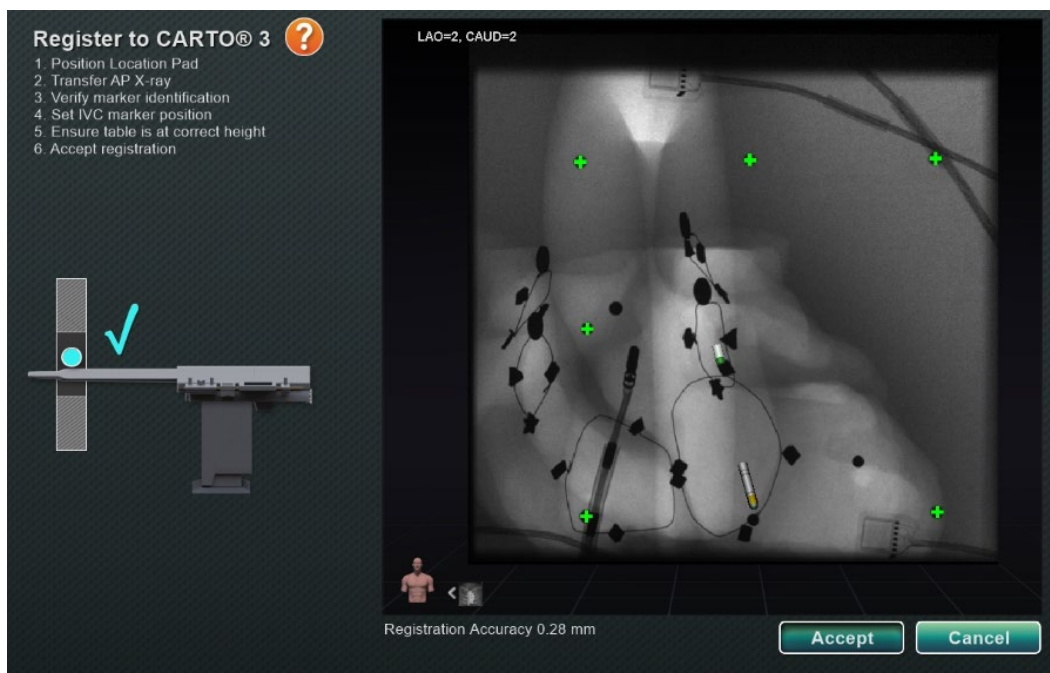 Register to CARTO® 3 ?
1. Position Location Pad
2. Transfer AP X-ray
3. Verify marker identification
4. Set IVC marker position
5. Ensure table is at correct height
6. Accept registration
LAO=2, CAUD=2
Registration Accuracy 0.28 mm
Accept
Cancel